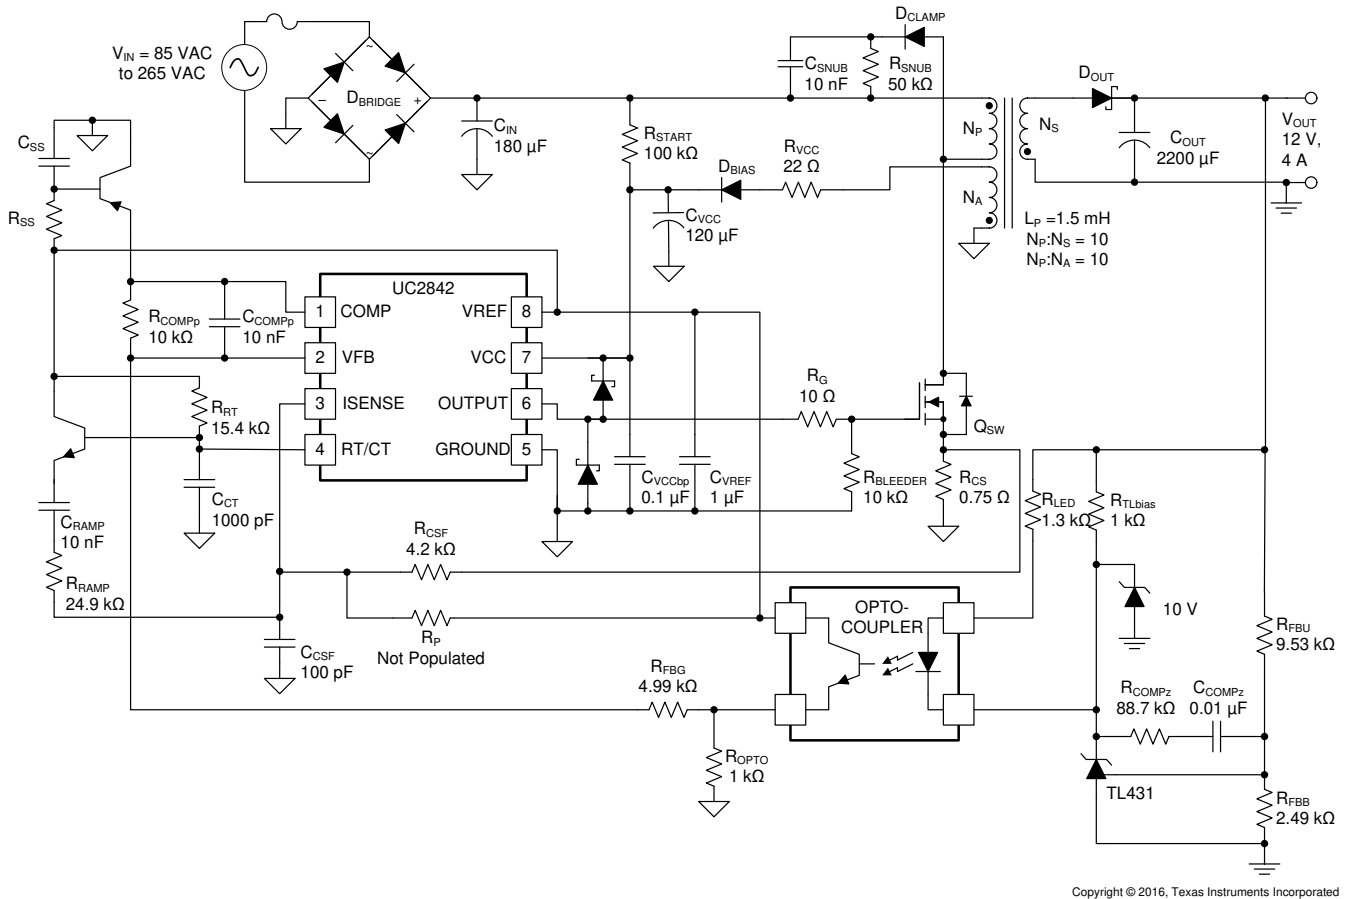 V_IN = 85 VAC
to 265 VAC
~
−
D_BRIDGE
+
~
C_IN
180 µF
D_CLAMP
C_SNUB
10 nF
R_SNUB
50 kΩ
R_START
100 kΩ
D_BIAS
R_VCC
22 Ω
C_VCC
120 µF
N_P
N_S
N_A
D_OUT
C_OUT
2200 µF
V_OUT
12 V,
4 A
L_P =1.5 mH
N_P:N_S = 10
N_P:N_A = 10
C_SS
R_SS
R_COMPp
10 kΩ
C_COMPp
10 nF
UC2842
1 COMP
2 VFB
3 ISENSE
4 RT/CT
VREF 8
VCC 7
OUTPUT 6
GROUND 5
R_RT
15.4 kΩ
C_CT
1000 pF
C_RAMP
10 nF
R_RAMP
24.9 kΩ
C_VCCbp
0.1 µF
C_VREF
1 µF
R_G
10 Ω
R_BLEEDER
10 kΩ
Q_SW
R_CS
0.75 Ω
R_LED
1.3 kΩ
R_TLbias
1 kΩ
R_CSF
4.2 kΩ
R_P
Not Populated
C_CSF
100 pF
OPTO-
COUPLER
10 V
R_FBU
9.53 kΩ
R_FBG
4.99 kΩ
R_OPTO
1 kΩ
R_COMPz
88.7 kΩ
C_COMPz
0.01 µF
TL431
R_FBB
2.49 kΩ
Copyright © 2016, Texas Instruments Incorporated